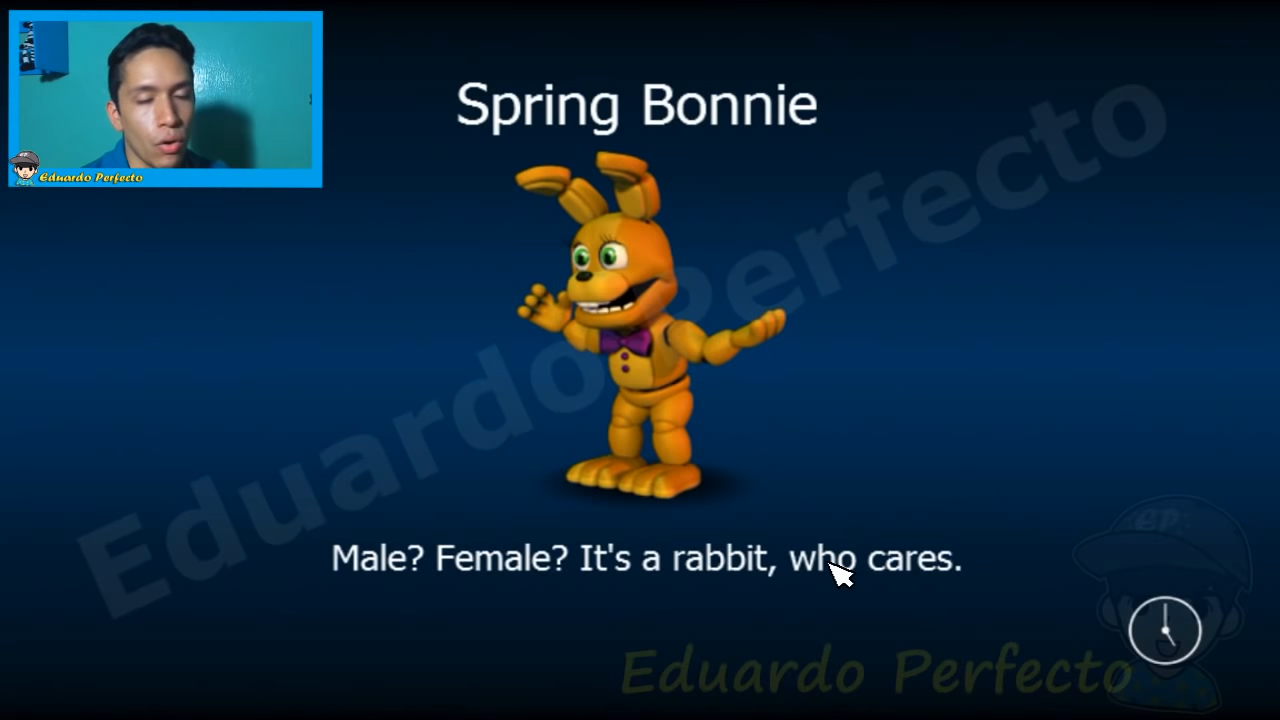 Spring Bonnie
Eduardo Perfecto
Eduardo Perfecto
Male? Female? It's a rabbit, who cares.
Eduardo Perfecto